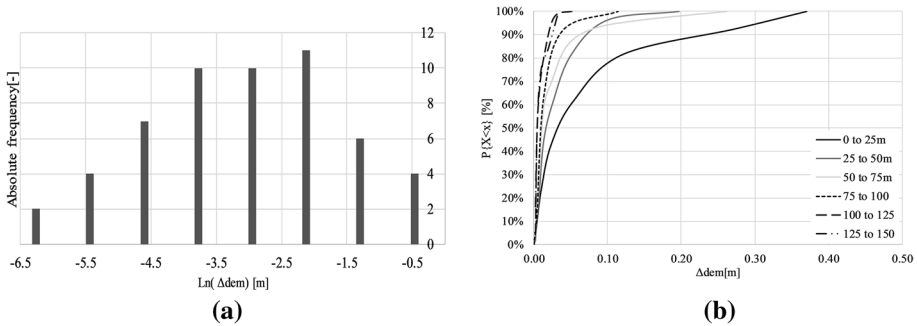 Absolute frequency[-]
12
10
8
6
4
2
0
-6.5 -5.5 -4.5 -3.5 -2.5 -1.5 -0.5
Ln( Δdem) [m]
(a)
P{X<x} [%]
100%
90%
80%
70%
60%
50%
40%
30%
20%
10%
0%
0 to 25m
25 to 50m
50 to 75m
75 to 100
100 to 125
125 to 150
0.00 0.10 0.20 0.30 0.40 0.50
Δdem[m]
(b)